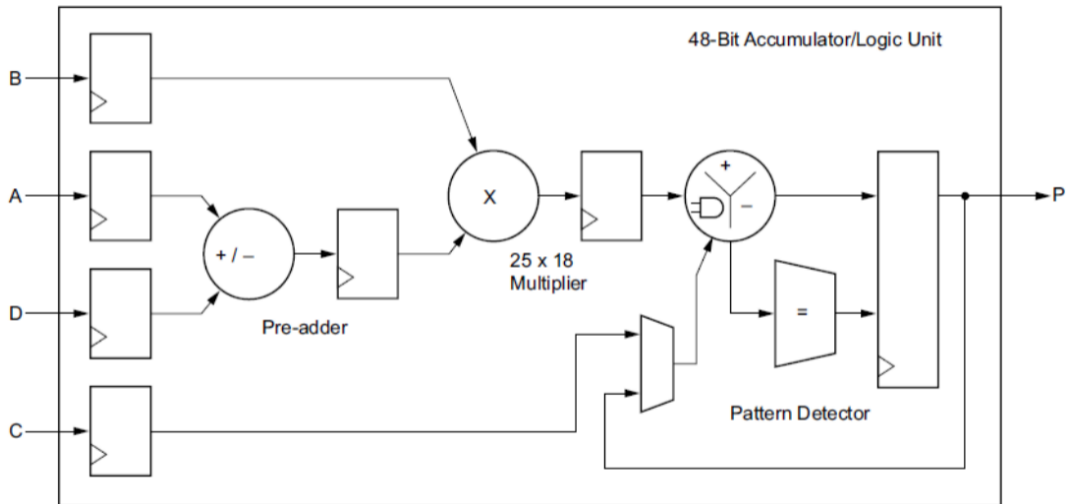 48-Bit Accumulator/Logic Unit
B
A
X
+
−
P
+ / −
25 x 18
Multiplier
D
Pre-adder
=
Pattern Detector
C